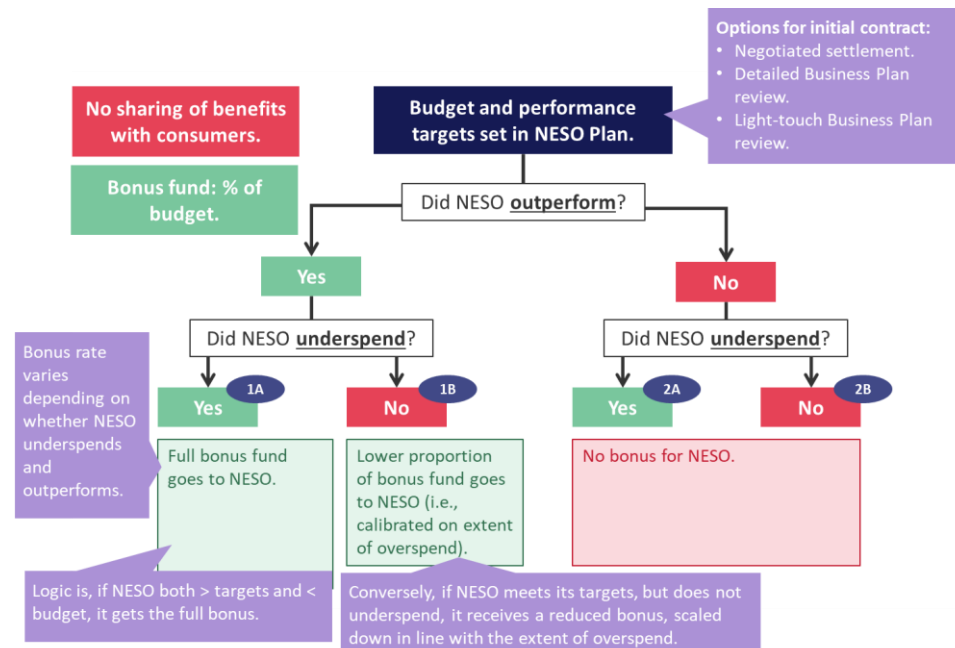 Options for initial contract:
• Negotiated settlement.
• Detailed Business Plan
review.
• Light-touch Business Plan
review.
No sharing of benefits
with consumers.
Budget and performance
targets set in NESO Plan.
Bonus fund: % of
budget.
Did NESO outperform?
Yes
No
Did NESO underspend?
Did NESO underspend?
Bonus rate
varies
depending on
whether NESO
underspends
and
outperforms.
1A
Yes
1B
No
2A
Yes
2B
No
Full bonus fund
goes to NESO.
Lower proportion
of bonus fund goes
to NESO (i.e.,
calibrated on extent
of overspend).
No bonus for NESO.
Logic is, if NESO both > targets and <
budget, it gets the full bonus.
Conversely, if NESO meets its targets, but does not
underspend, it receives a reduced bonus, scaled
down in line with the extent of overspend.